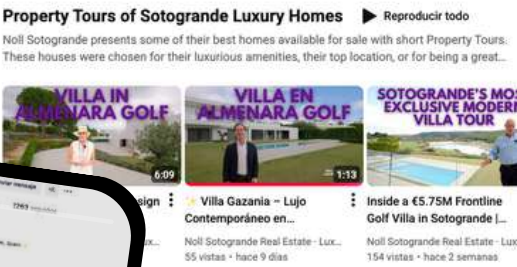 Property Tours of Sotogrande Luxury Homes ▶ Reproducir todo
Noll Sotogrande presents some of their best homes available for sale with short Property Tours.
These houses were chosen for their luxurious amenities, their top location, or for being a great...
VILLA IN
ALMENARA GOLF
6:09
VILLA EN
ALMENARA GOLF
1:13
SOTOGRANDE'S MOS
EXCLUSIVE MODERN
VILLA TOUR
sign
✨ Villa Gazania – Lujo
Contemporáneo en...
Noll Sotogrande Real Estate · Lux...
55 vistas · hace 9 días
Inside a €5.75M Frontline
Golf Villa in Sotogrande |...
Noll Sotogrande Real Estate · Lux
154 vistas · hace 2 semanas
ux...